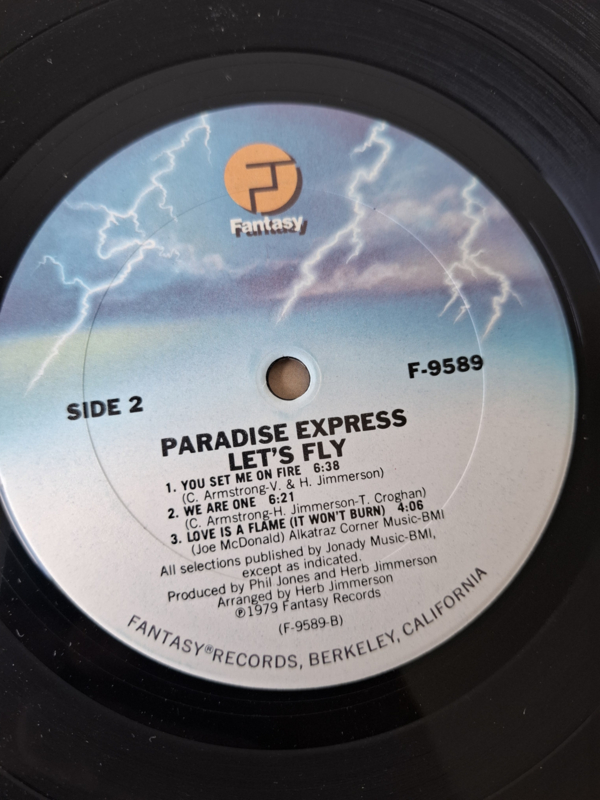 Fantasy
F-9589
SIDE 2
PARADISE EXPRESS
LET'S FLY
1. YOU SET ME ON FIRE 6:38
(C. Armstrong-V. & H. Jimmerson)
2. WE ARE ONE 6:21
(C. Armstrong-H. Jimmerson-T. Croghan)
3. LOVE IS A FLAME (IT WON'T BURN) 4:06
(Joe McDonald) Alkatraz Corner Music-BMI
All selections published by Jonady Music-BMI,
except as indicated.
Produced by Phil Jones and Herb Jimmerson
Arranged by Herb Jimmerson
℗1979 Fantasy Records
(F-9589-B)
FANTASY® RECORDS, BERKELEY, CALIFORNIA